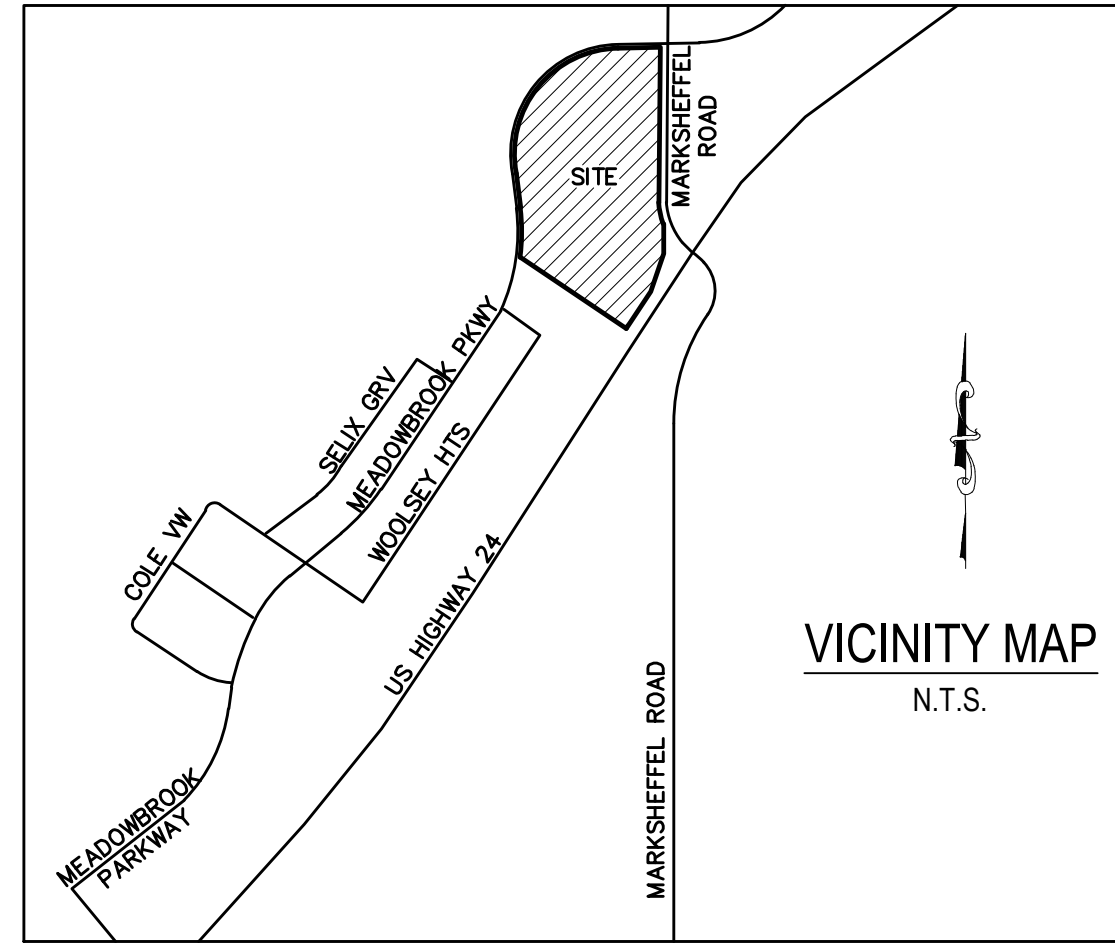 MARKSHEFFEL
ROAD
SITE
MEADOWBROOK PKWY
SELIX GRV
WOOLSEY HTS
COLE VW
US HIGHWAY 24
VICINITY MAP
N.T.S.
MARKSHEFFEL ROAD
MEADOWBROOK
PARKWAY